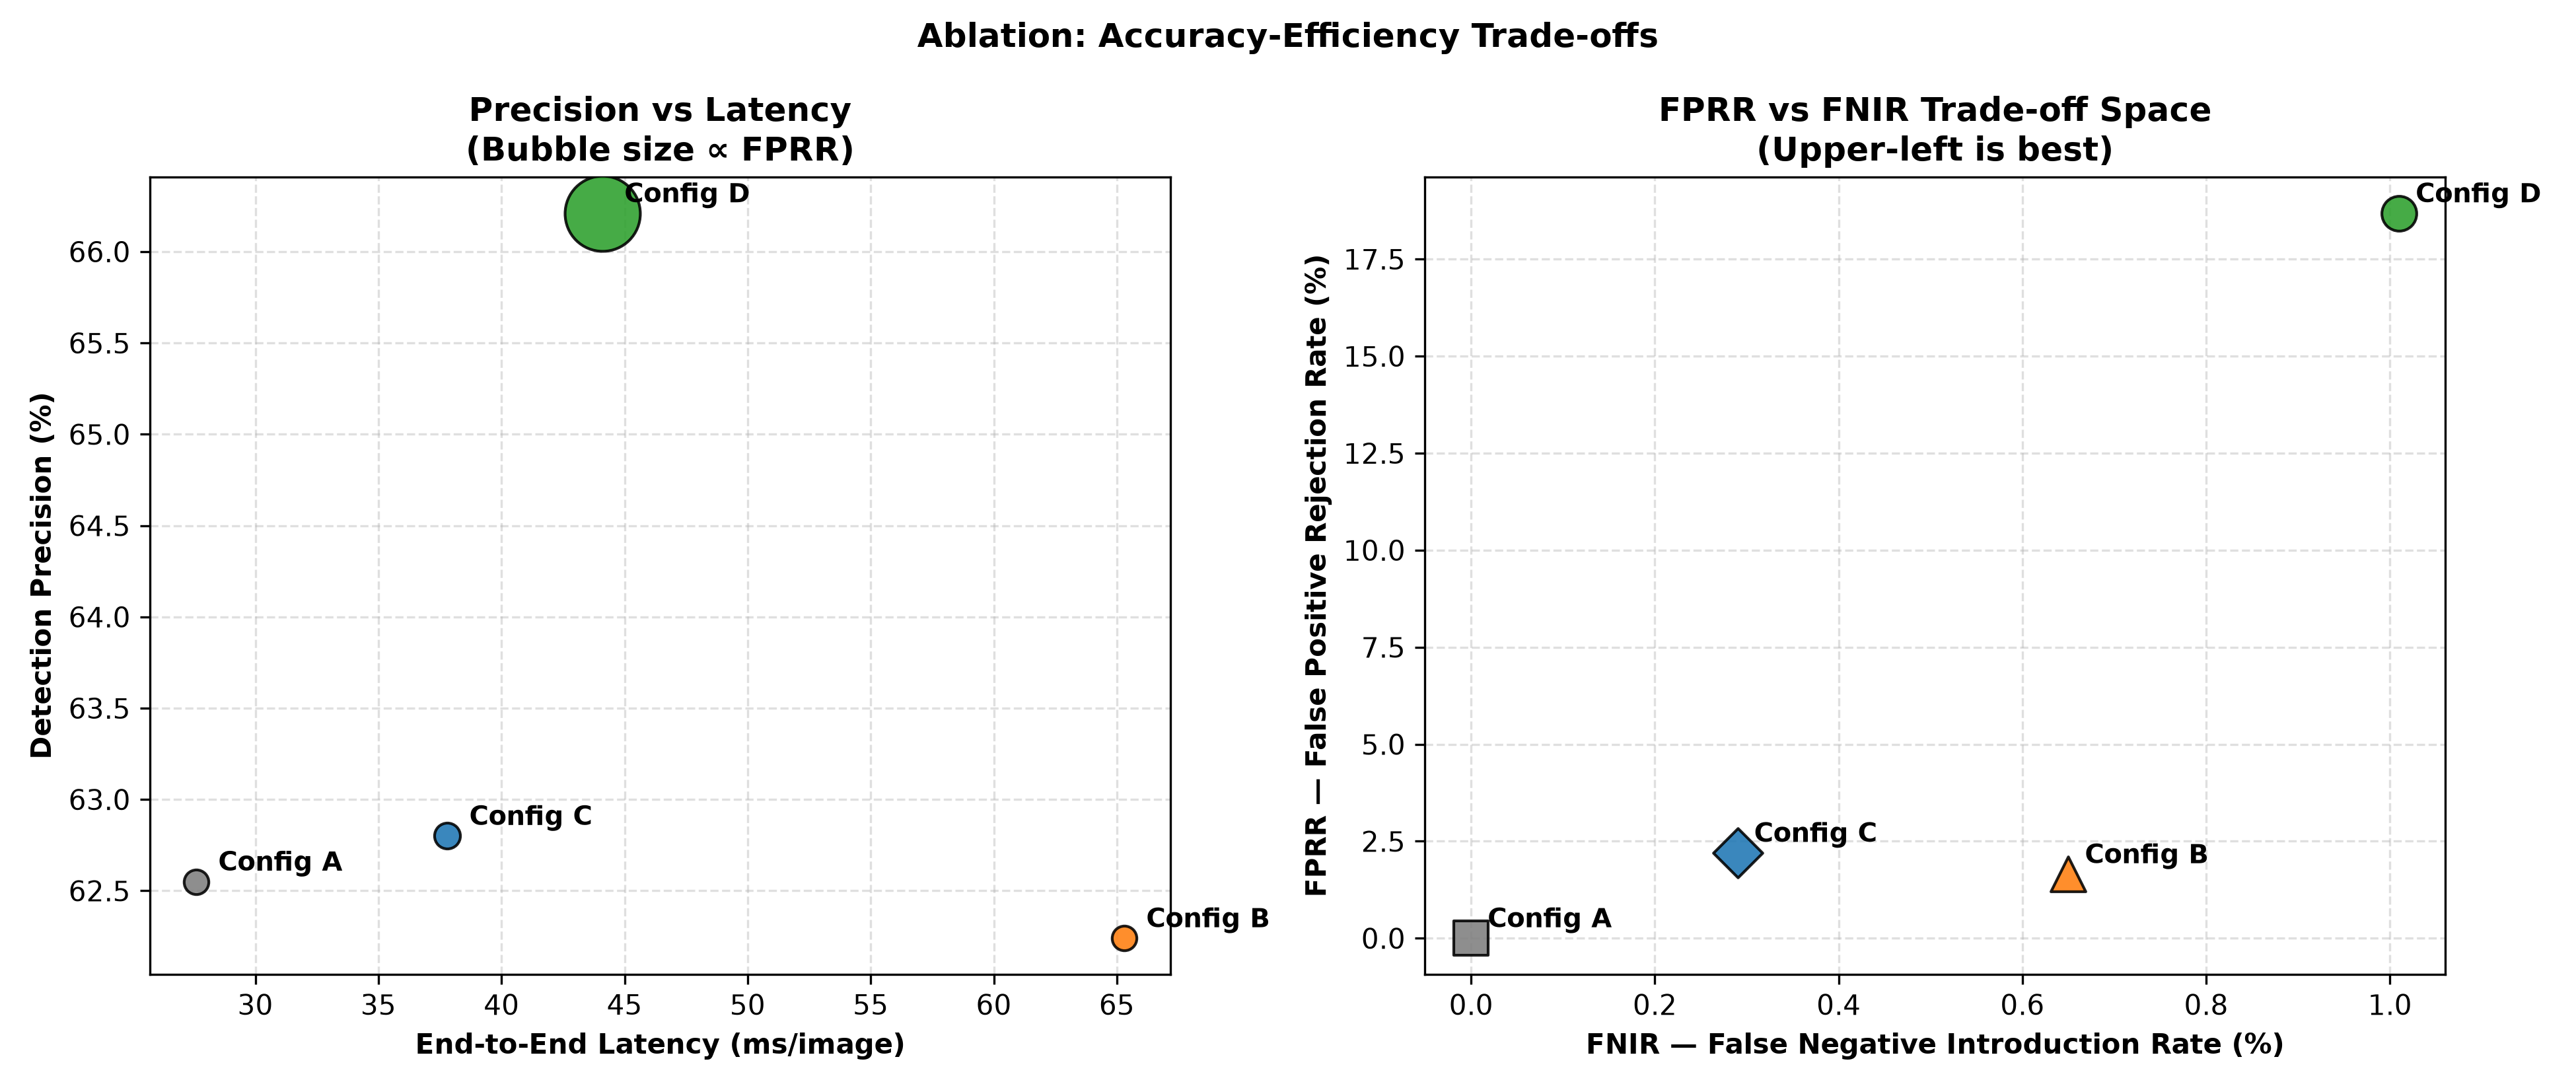 Ablation: Accuracy-Efficiency Trade-offs
Precision vs Latency
(Bubble size ∝ FPRR)
Detection Precision (%)
66.0
65.5
65.0
64.5
64.0
63.5
63.0
62.5
Config D
Config C
Config A
Config B
30 35 40 45 50 55 60 65
End-to-End Latency (ms/image)
FPRR vs FNIR Trade-off Space
(Upper-left is best)
FPRR — False Positive Rejection Rate (%)
17.5
15.0
12.5
10.0
7.5
5.0
2.5
0.0
Config D
Config C
Config B
Config A
0.0 0.2 0.4 0.6 0.8 1.0
FNIR — False Negative Introduction Rate (%)